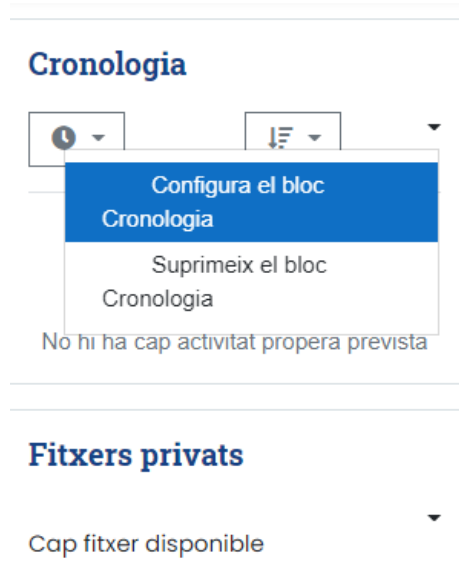 Cronologia
Configura el bloc
Cronologia
Suprimeix el bloc
Cronologia
No hi ha cap activitat propera prevista
Fitxers privats
Cap fitxer disponible